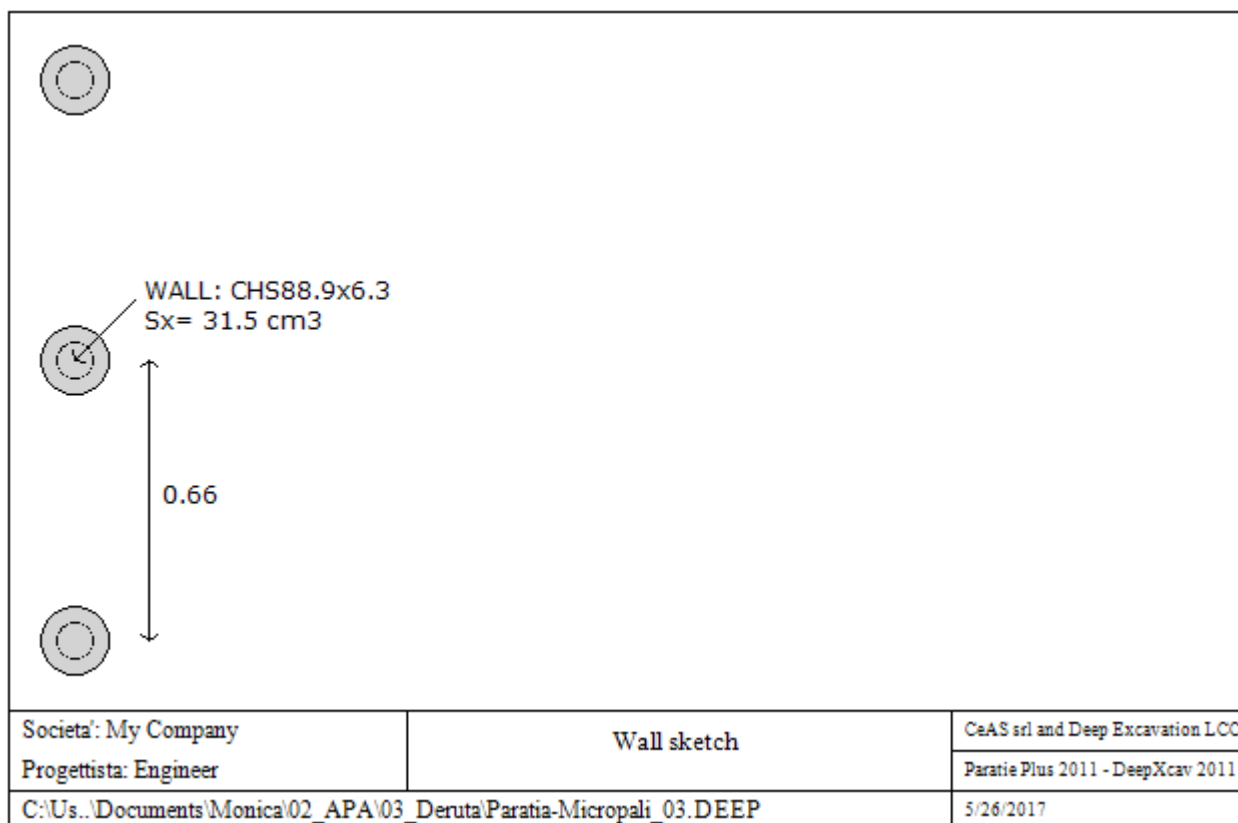 WALL: CHS88.9x6.3
Sx= 31.5 cm3
0.66
Societa': My Company
Progettista: Engineer
Wall sketch
CeAS srl and Deep Excavation LCC
Paratie Plus 2011 - DeepXcav 2011
C:\Us..\Documents\Monica\02_APA\03_Deruta\Paratia-Micropali_03.DEEP
5/26/2017